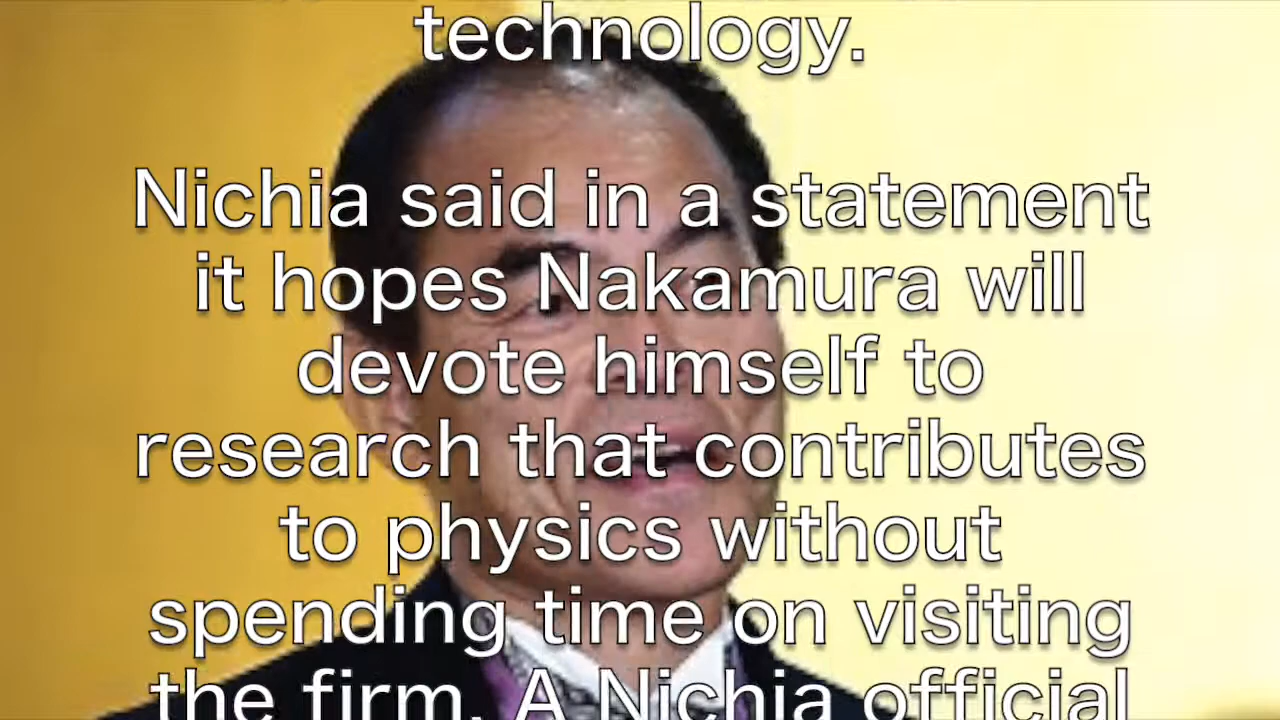 technology.
Nichia said in a statement
it hopes Nakamura will
devote himself to
research that contributes
to physics without
spending time on visiting
the firm. A Nichia official